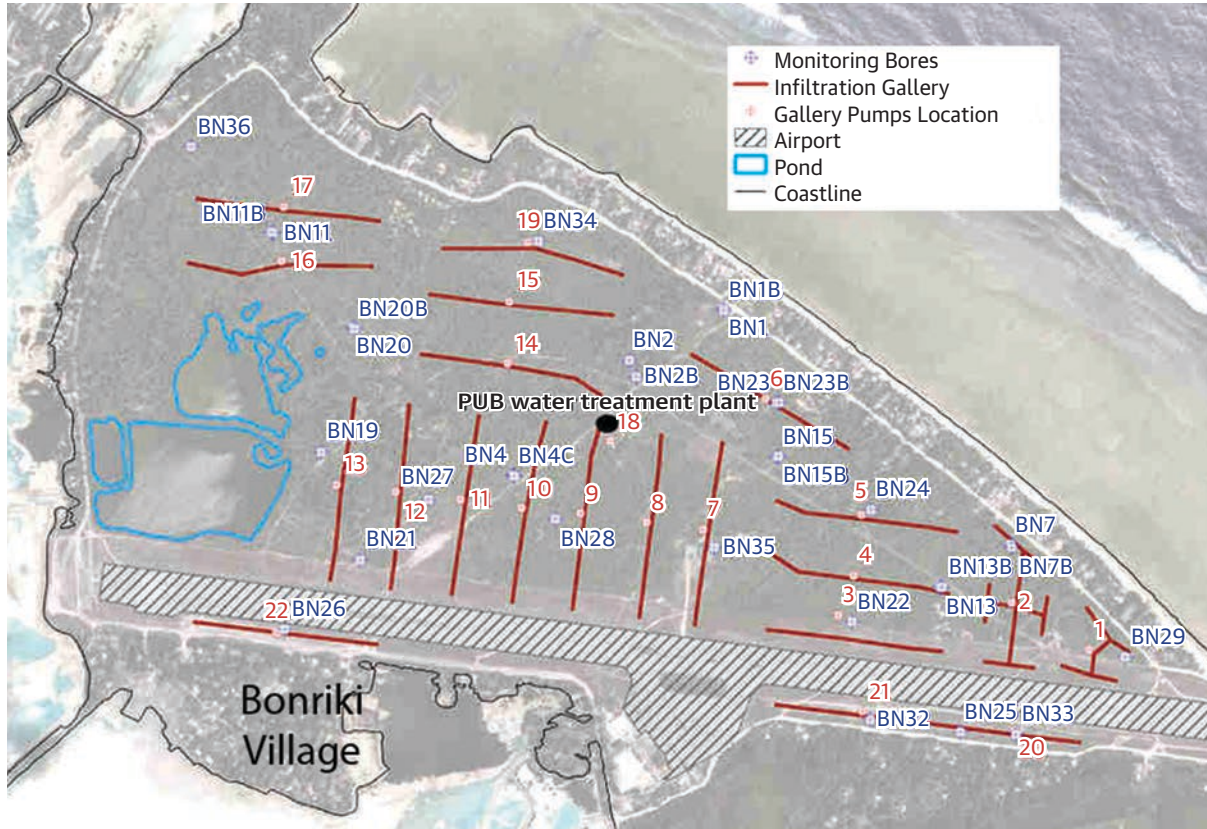 Monitoring Bores
Infiltration Gallery
Gallery Pumps Location
Airport
Pond
Coastline
BN36
17
BN11B
BN11
16
19 BN34
15
BN20B
BN20
14
BN1B
BN1
BN2
BN2B
6
BN23 BN23B
PUB water treatment plant
18
BN15
BN15B
BN19
13
BN27
12
BN4
11
BN4C
10
9
8
7
5
BN24
BN28
BN35
BN21
4
BN7
BN13B BN7B
BN13
3
BN22
2
1
BN29
22
BN26
21
BN32
BN25 BN33
20
Bonriki
Village